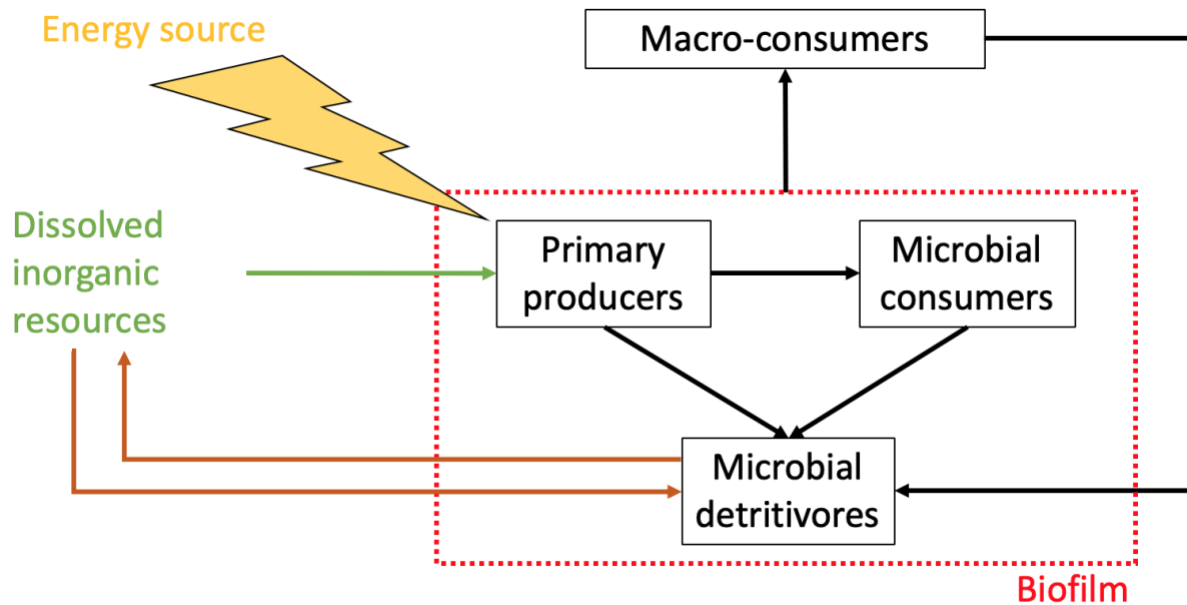 Energy source
Macro-consumers
Dissolved
inorganic
resources
Primary
producers
Microbial
consumers
Microbial
detritivores
Biofilm